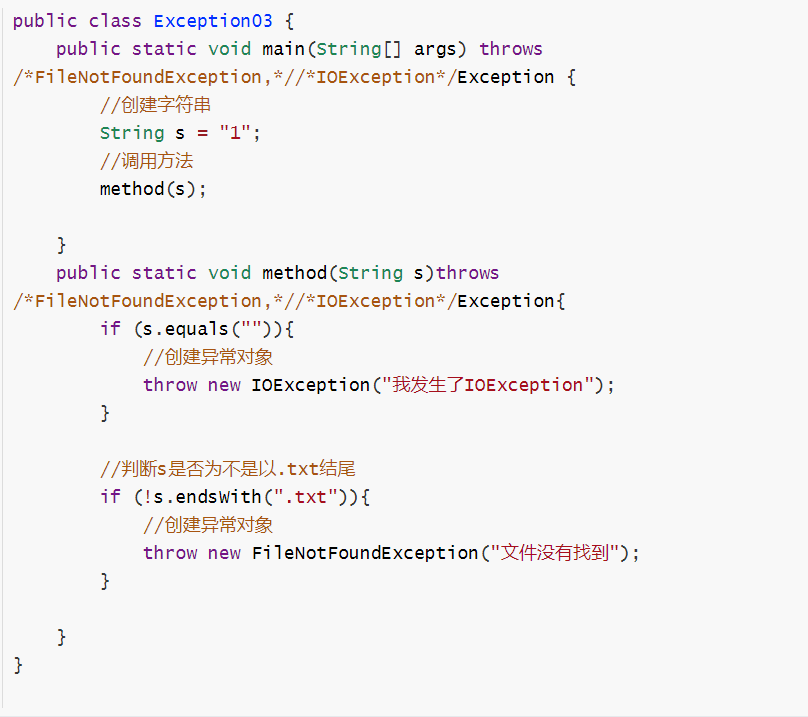 public class Exception03 {
    public static void main(String[] args) throws
/*FileNotFoundException,*//*IOException*/Exception {
        //创建字符串
        String s = "1";
        //调用方法
        method(s);
    }
    public static void method(String s)throws
/*FileNotFoundException,*//*IOException*/Exception{
        if (s.equals("")){
            //创建异常对象
            throw new IOException("我发生了IOException");
        }
        //判断s是否为不是以.txt结尾
        if (!s.endsWith(".txt")){
            //创建异常对象
            throw new FileNotFoundException("文件没有找到");
        }
    }
}